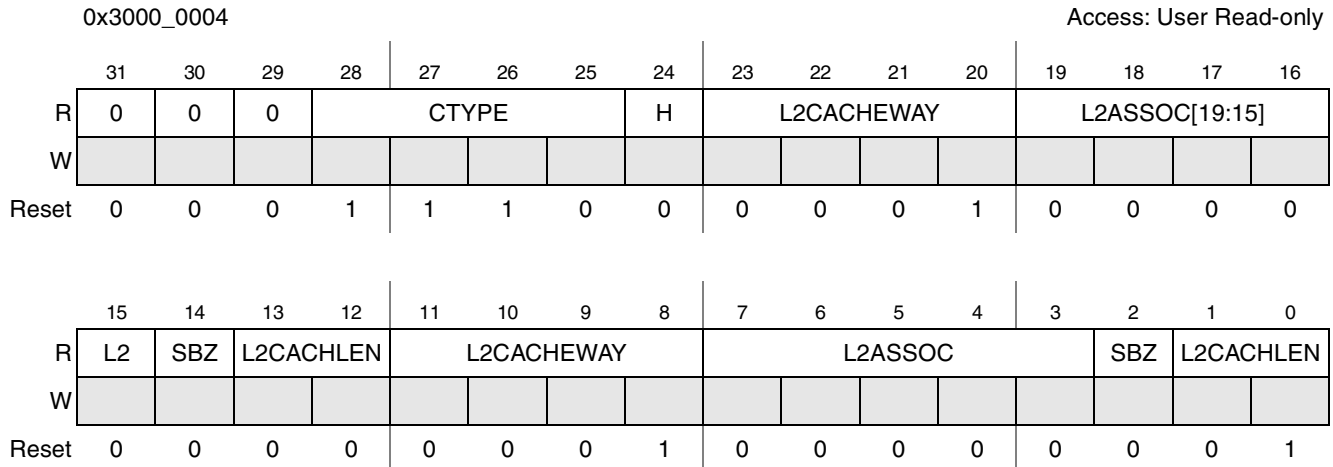 0x3000_0004 Access: User Read-only
31 30 29 28 27 26 25 24 23 22 21 20 19 18 17 16
R 0 0 0 CTYPE H L2CACHEWAY L2ASSOC[19:15]
W
Reset 0 0 0 1 1 1 0 0 0 0 0 1 0 0 0 0
15 14 13 12 11 10 9 8 7 6 5 4 3 2 1 0
R L2 SBZ L2CACHLEN L2CACHEWAY L2ASSOC SBZ L2CACHLEN
W
Reset 0 0 0 0 0 0 0 1 0 0 0 0 0 0 0 1